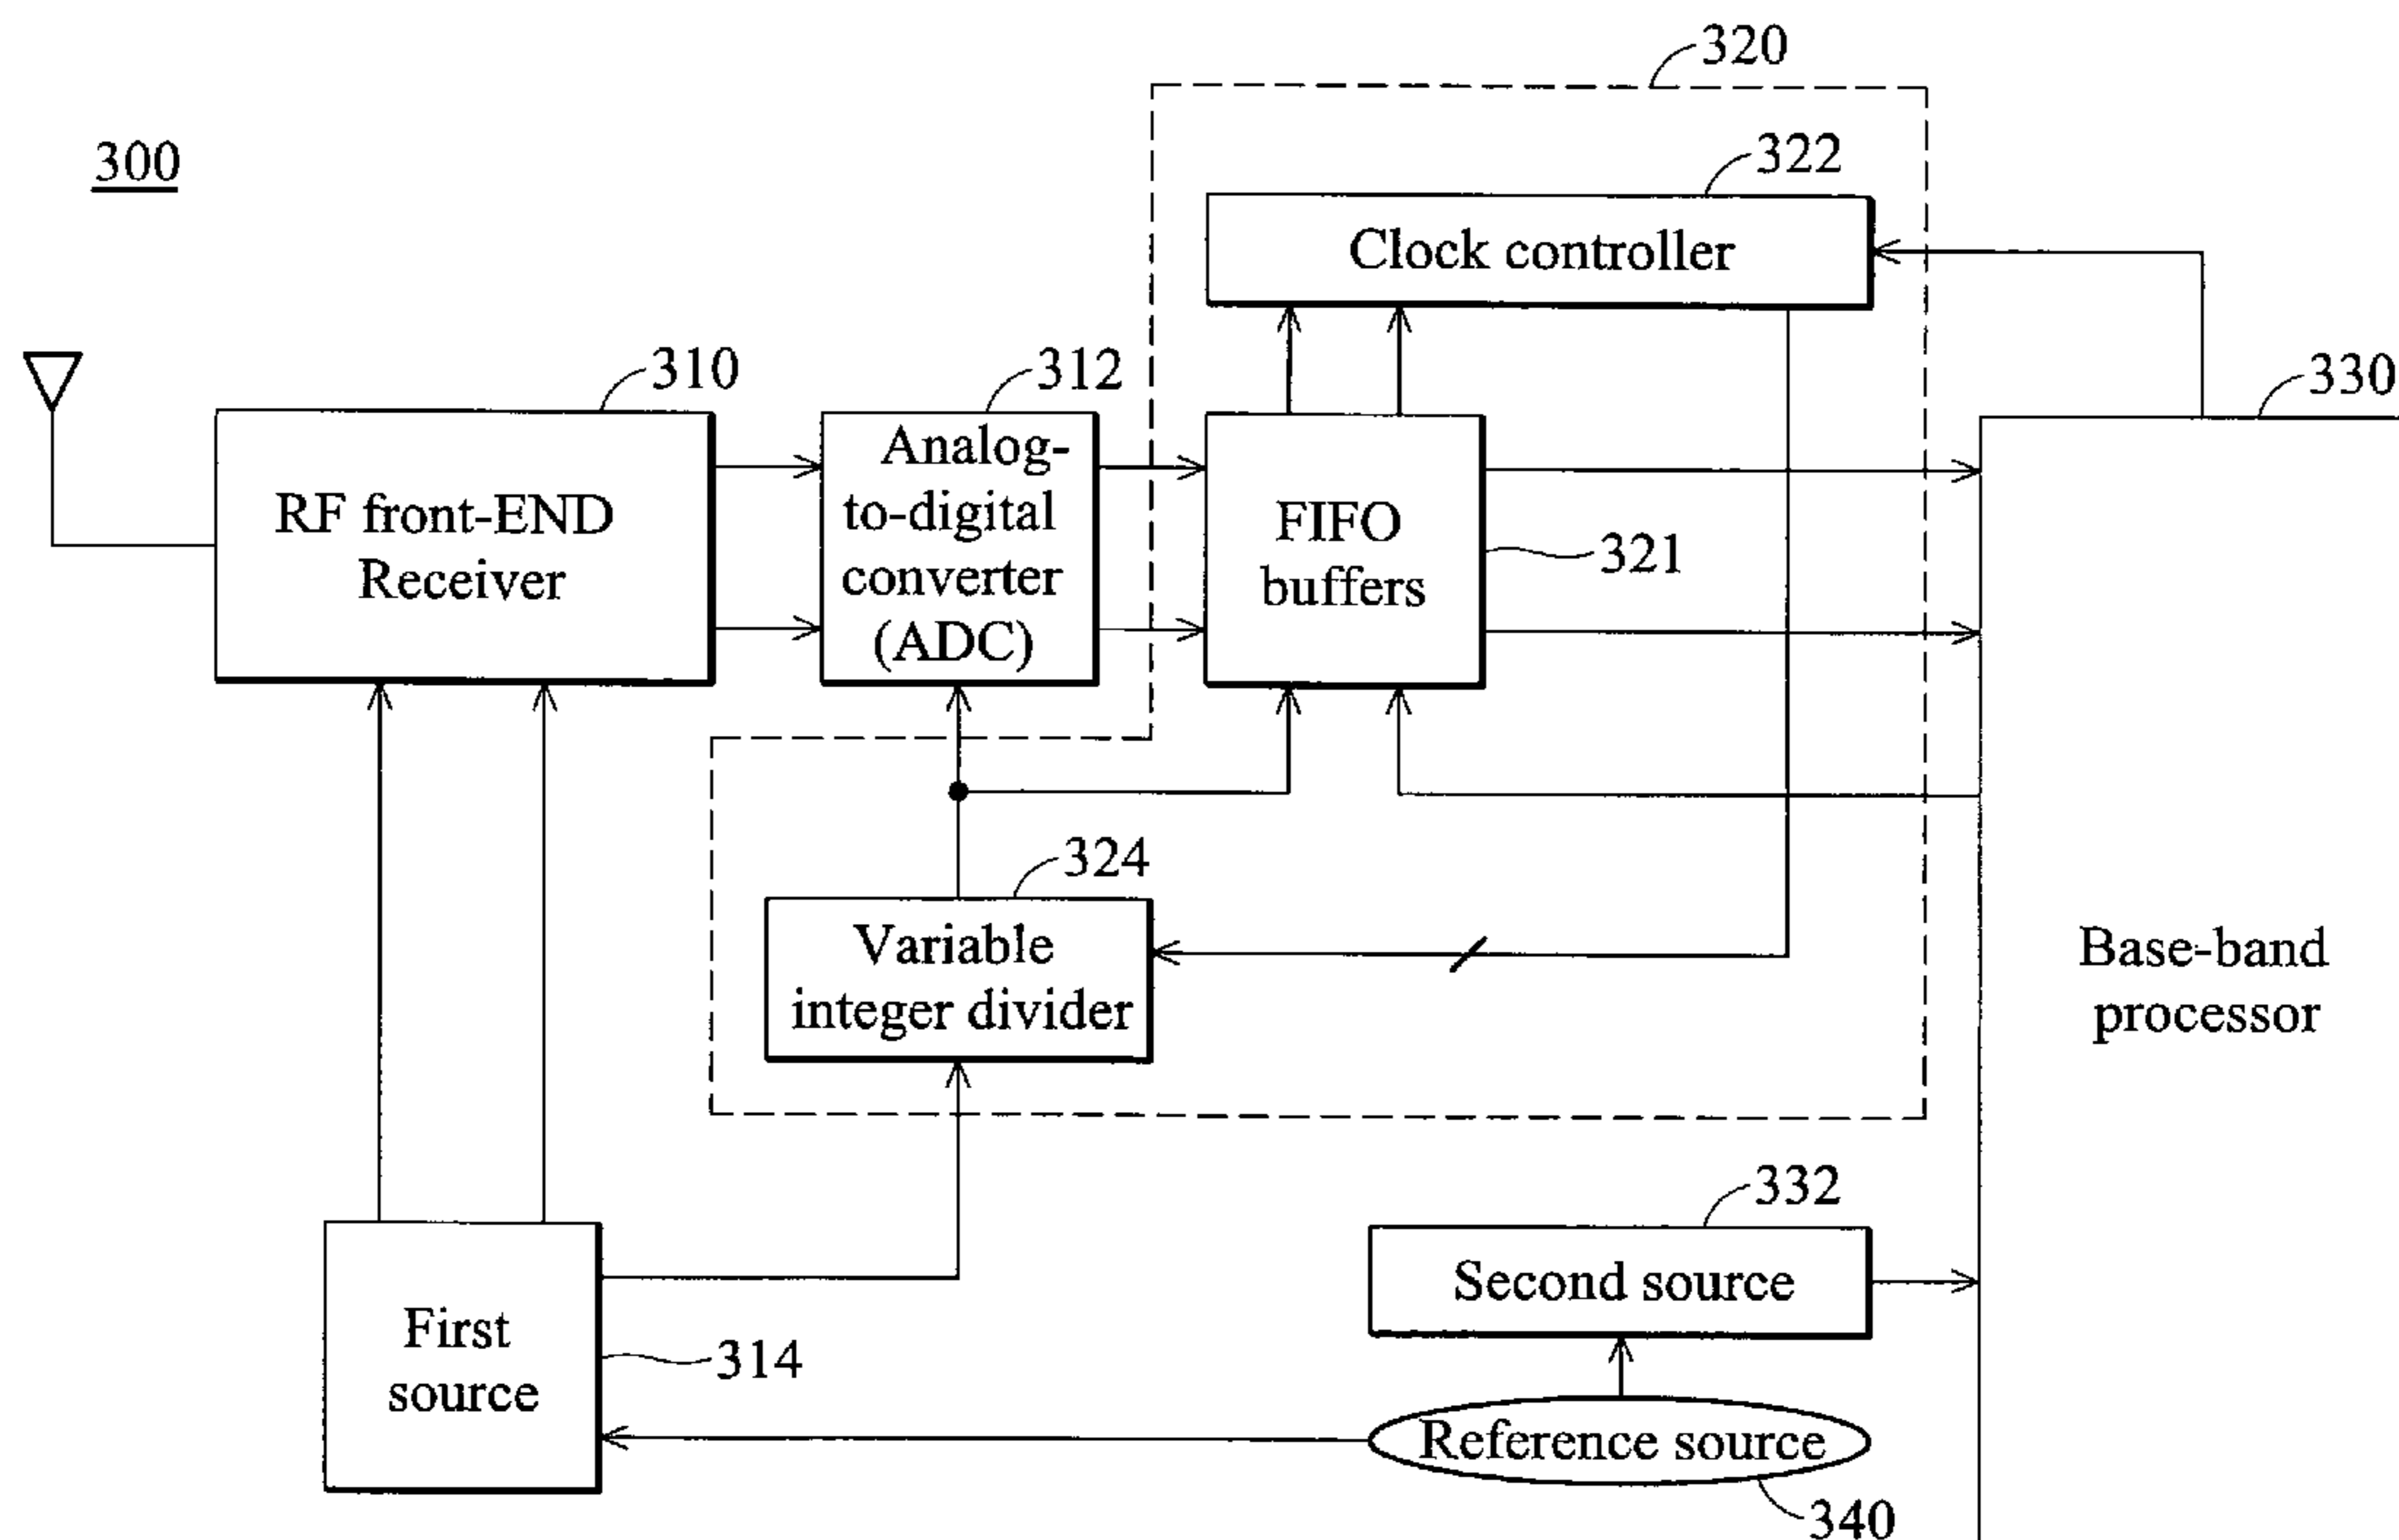 320
300
322
Clock controller
310
312
330
RF front-END
Receiver
Analog-
to-digital
converter
(ADC)
FIFO
buffers
321
324
Variable
integer divider
Base-band
processor
332
Second source
First
source
314
Reference source
340